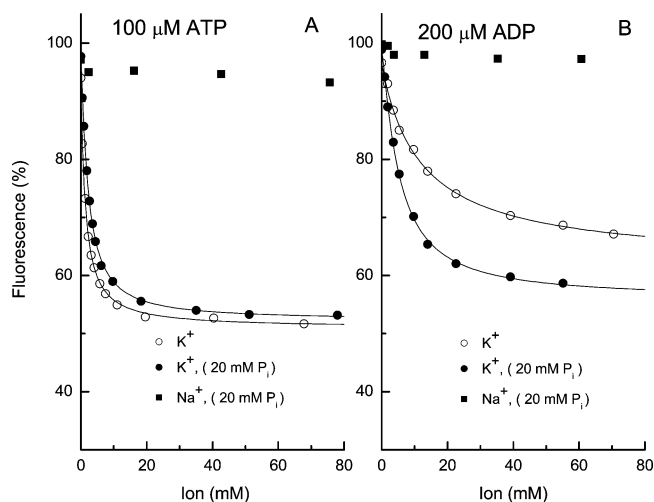 100 μM ATP
A
200 μM ADP
B
100
80
60
40
100
80
60
40
Fluorescence (%)
K+
K+, ( 20 mM Pi)
Na+, ( 20 mM Pi)
K+
K+, ( 20 mM Pi)
Na+, ( 20 mM Pi)
0
20
40
60
80
0
20
40
60
80
Ion (mM)
Ion (mM)